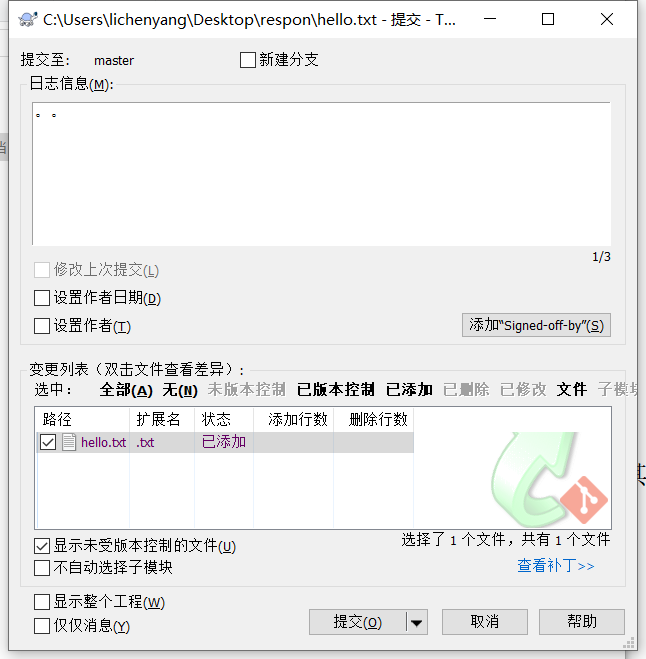 C:\Users\lichenyang\Desktop\respon\hello.txt - 提交 - T...
提交至: master 新建分支
日志信息(M):
。。
1/3
修改上次提交(L)
设置作者日期(D)
设置作者(T) 添加“Signed-off-by”(S)
变更列表（双击文件查看差异）:
选中: 全部(A) 无(N) 未版本控制 已版本控制 已添加 已删除 已修改 文件 子模块
路径 扩展名 状态 添加行数 删除行数
hello.txt .txt 已添加
显示未受版本控制的文件(U) 选择了 1 个文件，共有 1 个文件
不自动选择子模块 查看补丁>>
显示整个工程(W)
仅仅消息(Y) 提交(O) 取消 帮助